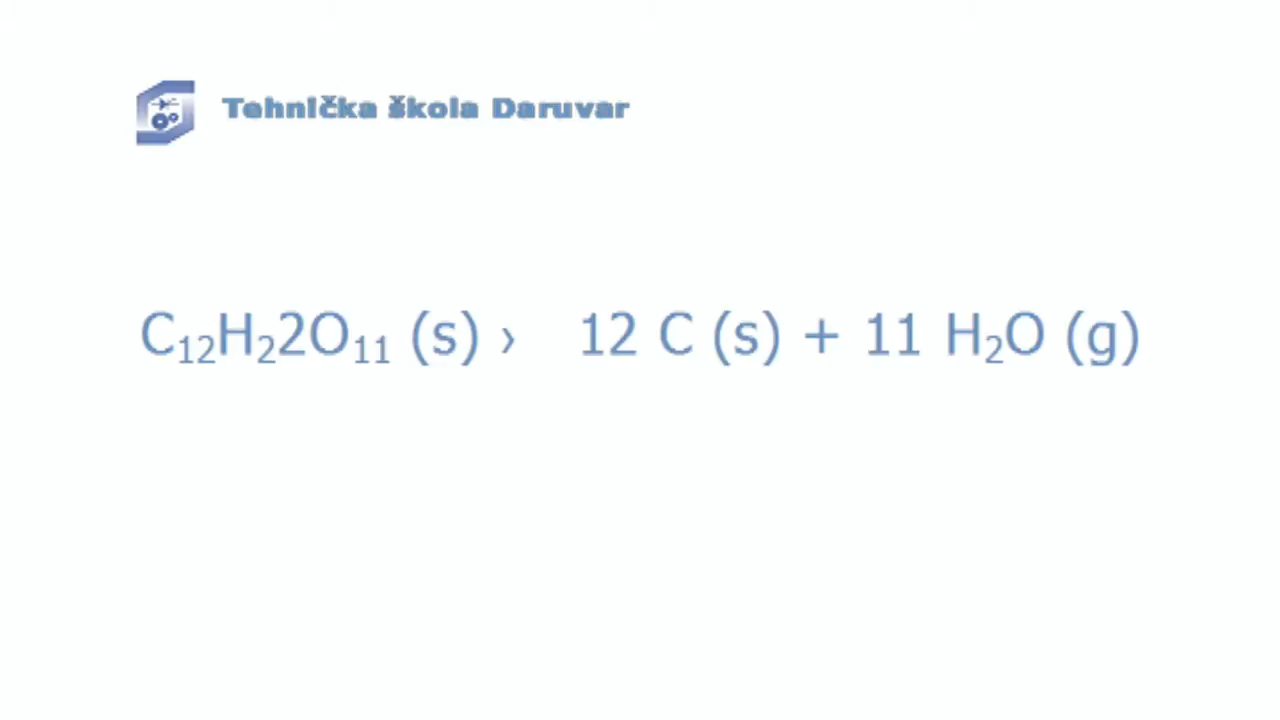 Tehnička škola Daruvar
C₁₂H₂2O₁₁ (s) › 12 C (s) + 11 H₂O (g)